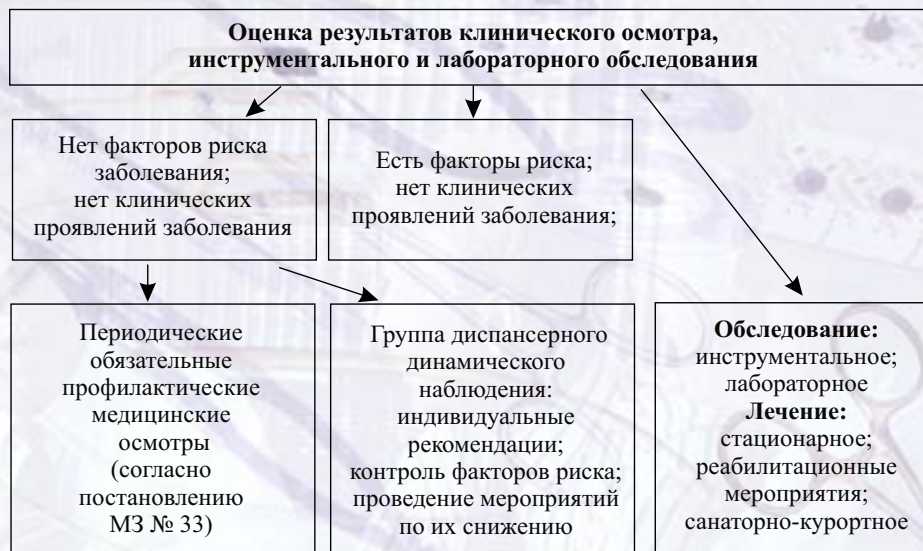 Оценка результатов клинического осмотра,
инструментального и лабораторного обследования
Нет факторов риска
заболевания;
нет клинических
проявлений заболевания
Есть факторы риска;
нет клинических
проявлений заболевания;
Периодические
обязательные
профилактические
медицинские
осмотры
(согласно
постановлению
МЗ № 33)
Группа диспансерного
динамического
наблюдения:
индивидуальные
рекомендации;
контроль факторов риска;
проведение мероприятий
по их снижению
Обследование:
инструментальное;
лабораторное
Лечение:
стационарное;
реабилитационные
мероприятия;
санаторно-курортное